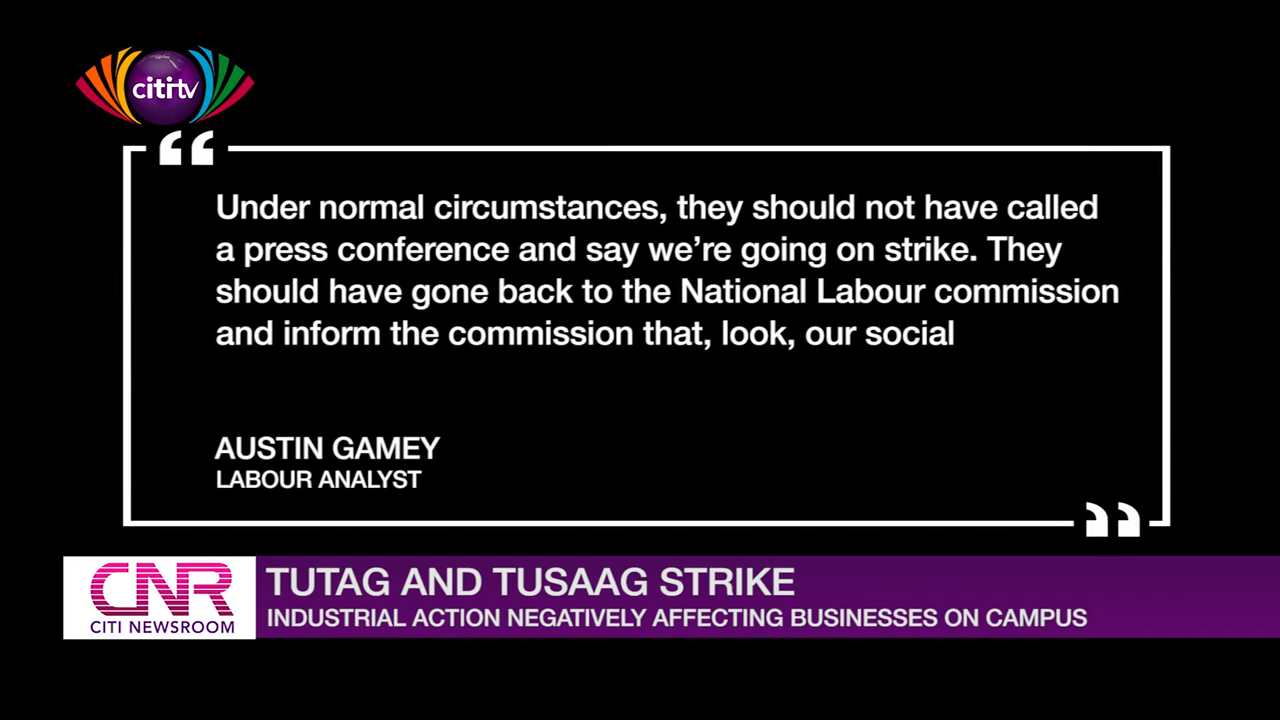 cititv
“
Under normal circumstances, they should not have called
a press conference and say we’re going on strike. They
should have gone back to the National Labour commission
and inform the commission that, look, our social
AUSTIN GAMEY
LABOUR ANALYST
”
CNR
CITI NEWSROOM
TUTAG AND TUSAAG STRIKE
INDUSTRIAL ACTION NEGATIVELY AFFECTING BUSINESSES ON CAMPUS